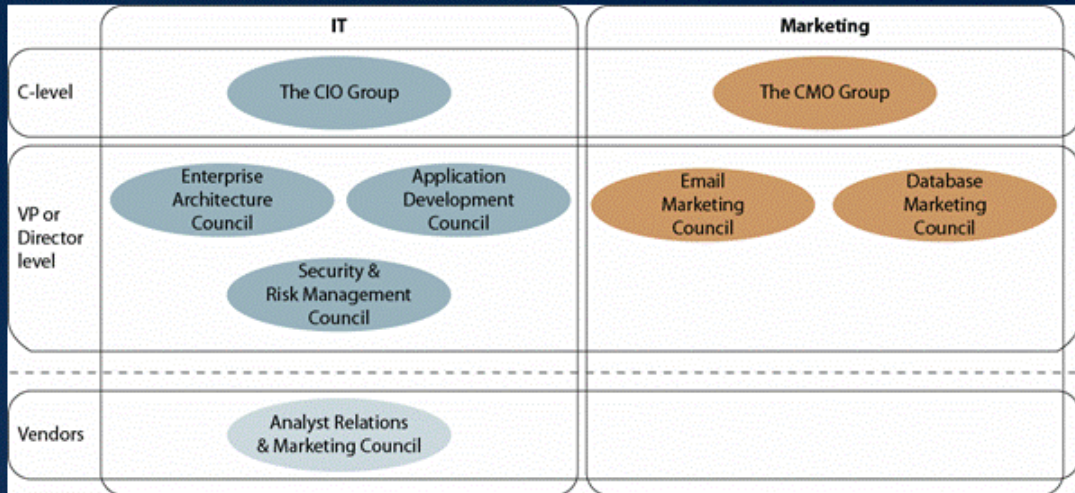 IT
Marketing
C-level
The CIO Group
The CMO Group
VP or
Director
level
Enterprise
Architecture
Council
Application
Development
Council
Email
Marketing
Council
Database
Marketing
Council
Security &
Risk Management
Council
Vendors
Analyst Relations
& Marketing Council